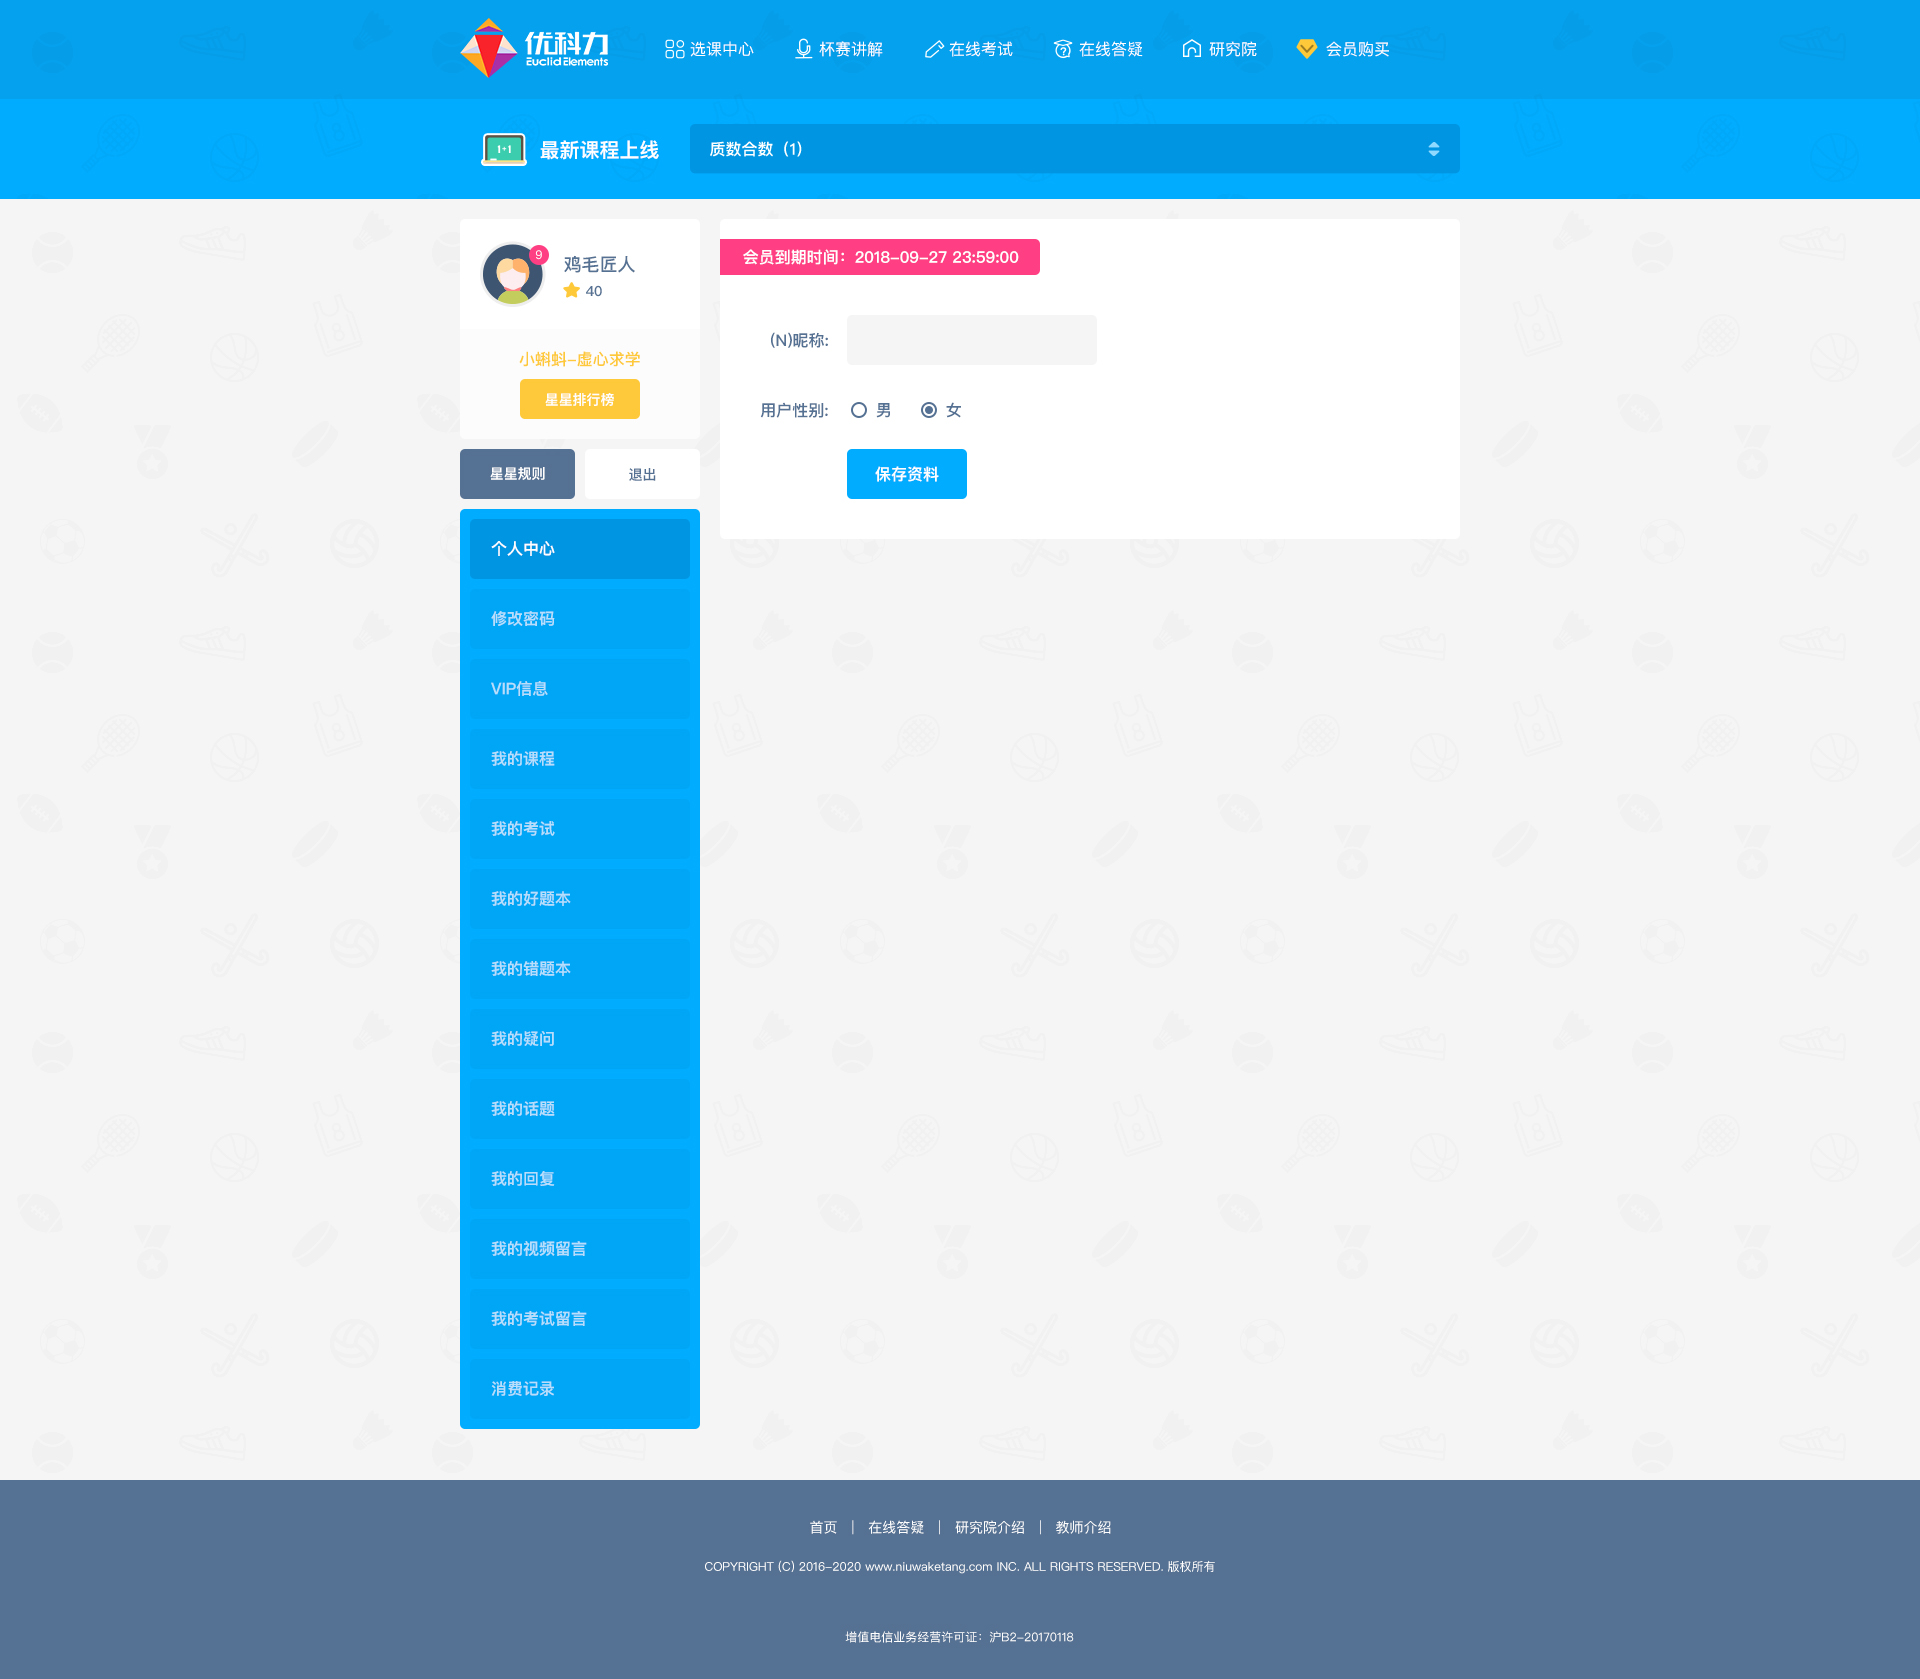 优科力
Euclid Elements
选课中心
杯赛讲解
在线考试
在线答疑
研究院
会员购买
1+1
最新课程上线
质数合数（1）
9
鸡毛匠人
40
小蝌蚪-虚心求学
星星排行榜
星星规则
退出
会员到期时间：2018-09-27 23:59:00
(N)昵称:
用户性别:
男
女
保存资料
个人中心
修改密码
VIP信息
我的课程
我的考试
我的好题本
我的错题本
我的疑问
我的话题
我的回复
我的视频留言
我的考试留言
消费记录
首页 | 在线答疑 | 研究院介绍 | 教师介绍
COPYRIGHT (C) 2016-2020 www.niuwaketang.com INC. ALL RIGHTS RESERVED. 版权所有
增值电信业务经营许可证：沪B2-20170118